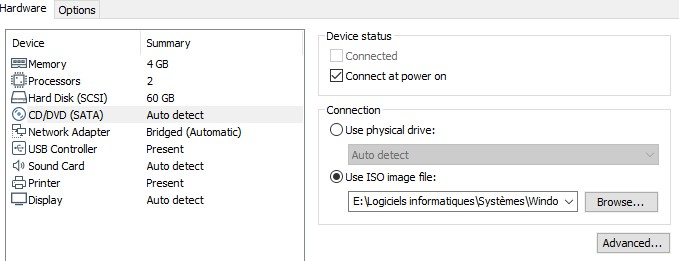 Hardware Options
Device Summary
Memory 4 GB
Processors 2
Hard Disk (SCSI) 60 GB
CD/DVD (SATA) Auto detect
Network Adapter Bridged (Automatic)
USB Controller Present
Sound Card Auto detect
Printer Present
Display Auto detect
Device status
Connected
Connect at power on
Connection
Use physical drive:
Auto detect
Use ISO image file:
E:\Logiciels informatiques\Systèmes\Windo Browse...
Advanced...